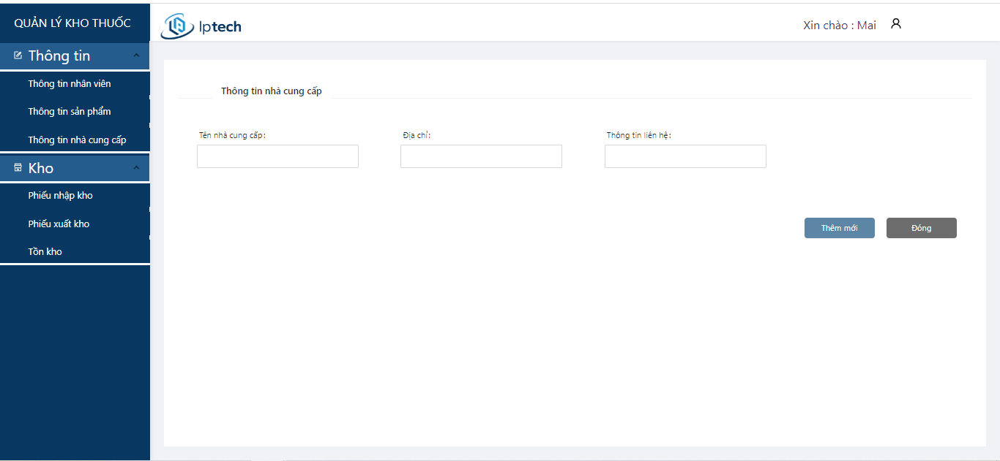 QUẢN LÝ KHO THUỐC
lptech
Xin chào : Mai
Thông tin
Thông tin nhân viên
Thông tin sản phẩm
Thông tin nhà cung cấp
Kho
Phiếu nhập kho
Phiếu xuất kho
Tồn kho
Thông tin nhà cung cấp
Tên nhà cung cấp:
Địa chỉ:
Thông tin liên hệ:
Thêm mới
Đóng